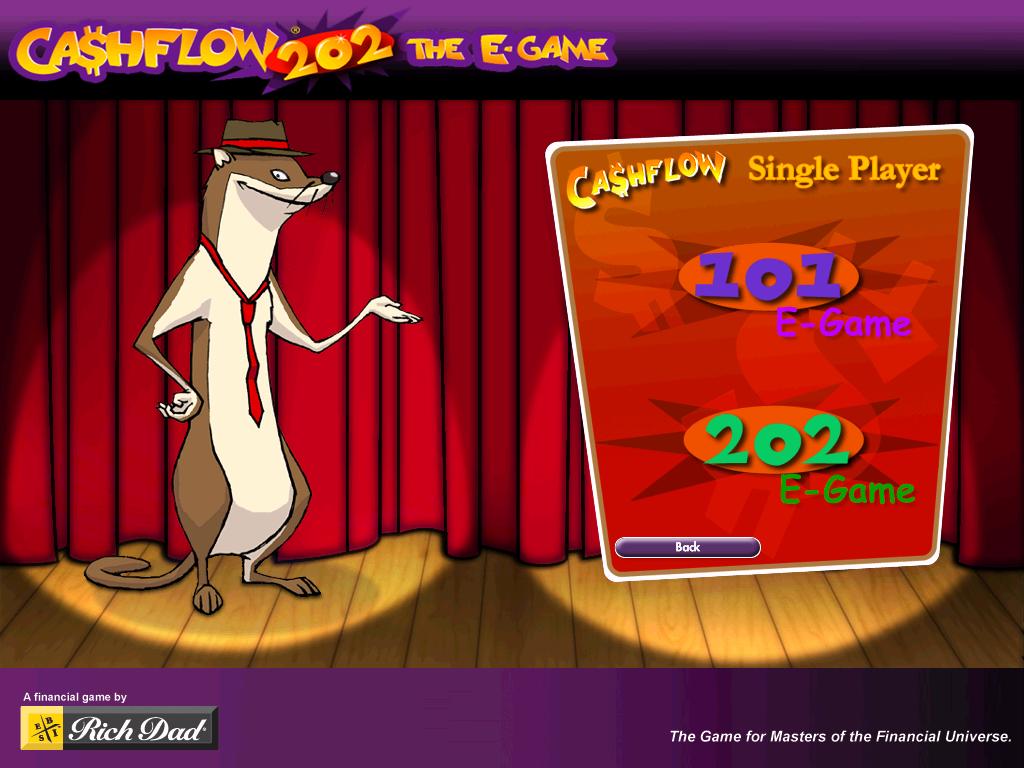 CA$HFLOW® 202 THE E-GAME
CA$HFLOW Single Player
101
E-Game
202
E-Game
Back
A financial game by
E B S I Rich Dad®
The Game for Masters of the Financial Universe.